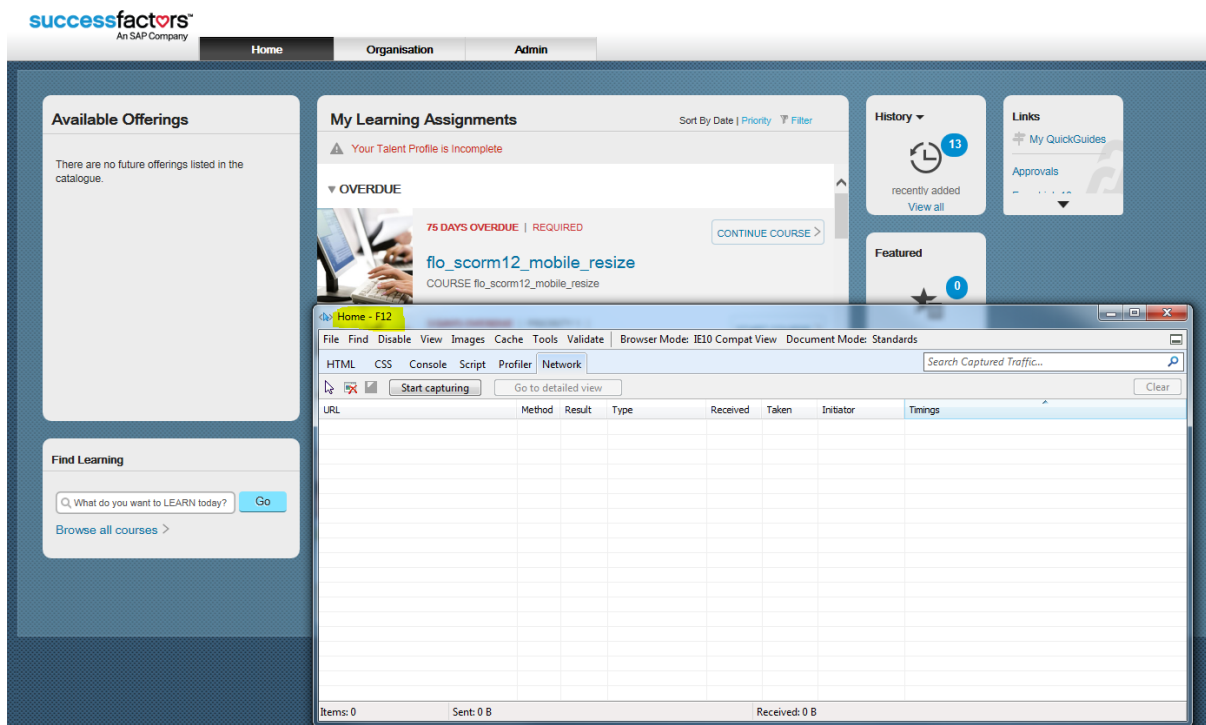 successfactors™
An SAP Company
Home Organisation Admin
Available Offerings
There are no future offerings listed in the
catalogue.
My Learning Assignments
Sort By Date | Priority Filter
Your Talent Profile is Incomplete
OVERDUE
75 DAYS OVERDUE | REQUIRED
CONTINUE COURSE
flo_scorm12_mobile_resize
COURSE flo_scorm12_mobile_resize
History
13
recently added
View all
Links
My QuickGuides
Approvals
Featured
0
Find Learning
What do you want to LEARN today? Go
Browse all courses
Home - F12
File Find Disable View Images Cache Tools Validate Browser Mode: IE10 Compat View Document Mode: Standards
HTML CSS Console Script Profiler Network Search Captured Traffic...
Start capturing Go to detailed view Clear
URL Method Result Type Received Taken Initiator Timings
Items: 0 Sent: 0 B Received: 0 B